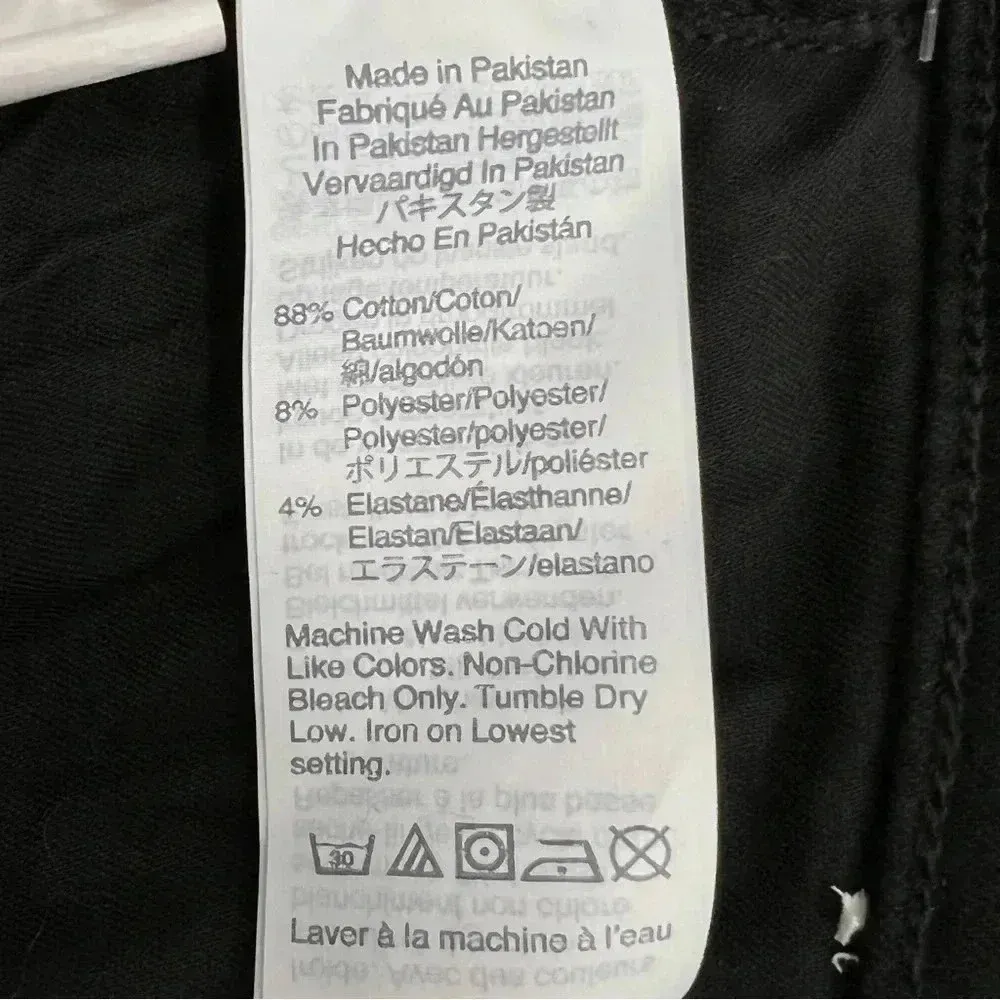 Made in Pakistan
Fabriqué Au Pakistan
In Pakistan Hergestellt
Vervaardigd In Pakistan
パキスタン製
Hecho En Pakistán
88% Cotton/Coton/
Baumwolle/Katoen/
綿/algodón
8% Polyester/Polyester/
Polyester/polyester/
ポリエステル/poliéster
4% Elastane/Élasthanne/
Elastan/Elastaan/
エラステーン/elastano
Machine Wash Cold With
Like Colors. Non-Chlorine
Bleach Only. Tumble Dry
Low. Iron on Lowest
setting.
30
Laver à la machine à l'eau